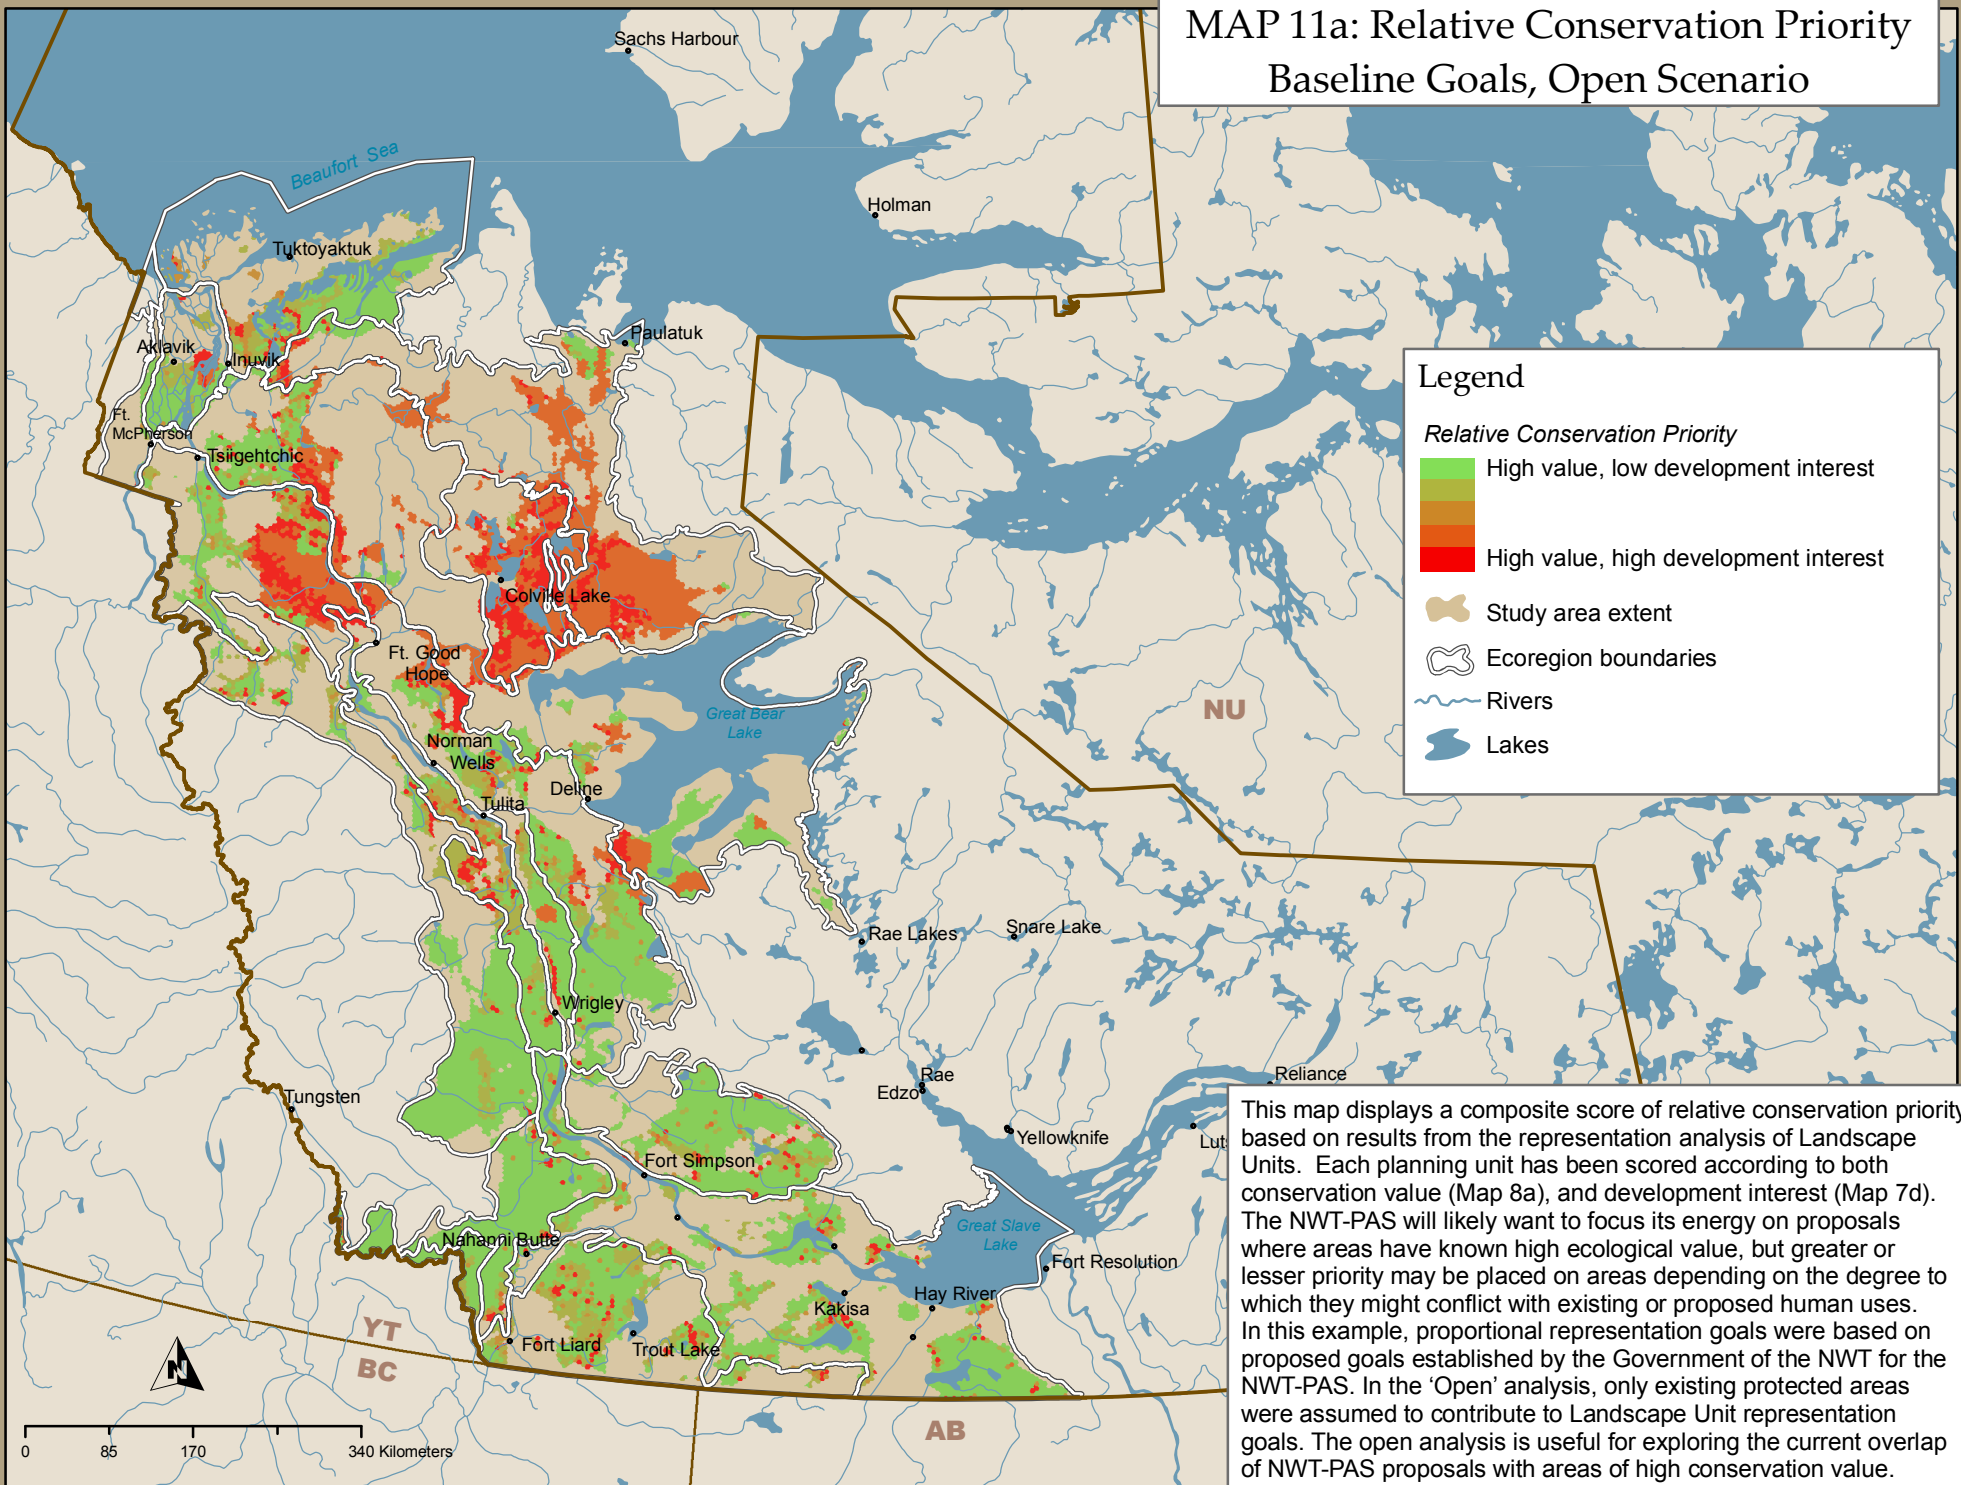 MAP 11a: Relative Conservation Priority
Baseline Goals, Open Scenario
Sachs Harbour
Beaufort Sea
Holman
Tuktoyaktuk
Paulatuk
Aklavik
Inuvik
Ft.
McPherson
Tsiigehtchic
Colville Lake
Ft. Good
Hope
Great Bear
Lake
NU
Norman
Wells
Deline
Tulita
Rae Lakes
Snare Lake
Wrigley
Tungsten
Rae
Edzo
Reliance
Yellowknife
Fort Simpson
Great Slave
Lake
Nahanni Butte
Fort Resolution
Hay River
Kakisa
Fort Liard
Trout Lake
YT
BC
AB
N
0 85 170 340 Kilometers
Legend
Relative Conservation Priority
High value, low development interest
High value, high development interest
Study area extent
Ecoregion boundaries
Rivers
Lakes
This map displays a composite score of relative conservation priority
based on results from the representation analysis of Landscape
Units. Each planning unit has been scored according to both
conservation value (Map 8a), and development interest (Map 7d).
The NWT-PAS will likely want to focus its energy on proposals
where areas have known high ecological value, but greater or
lesser priority may be placed on areas depending on the degree to
which they might conflict with existing or proposed human uses.
In this example, proportional representation goals were based on
proposed goals established by the Government of the NWT for the
NWT-PAS. In the ‘Open’ analysis, only existing protected areas
were assumed to contribute to Landscape Unit representation
goals. The open analysis is useful for exploring the current overlap
of NWT-PAS proposals with areas of high conservation value.